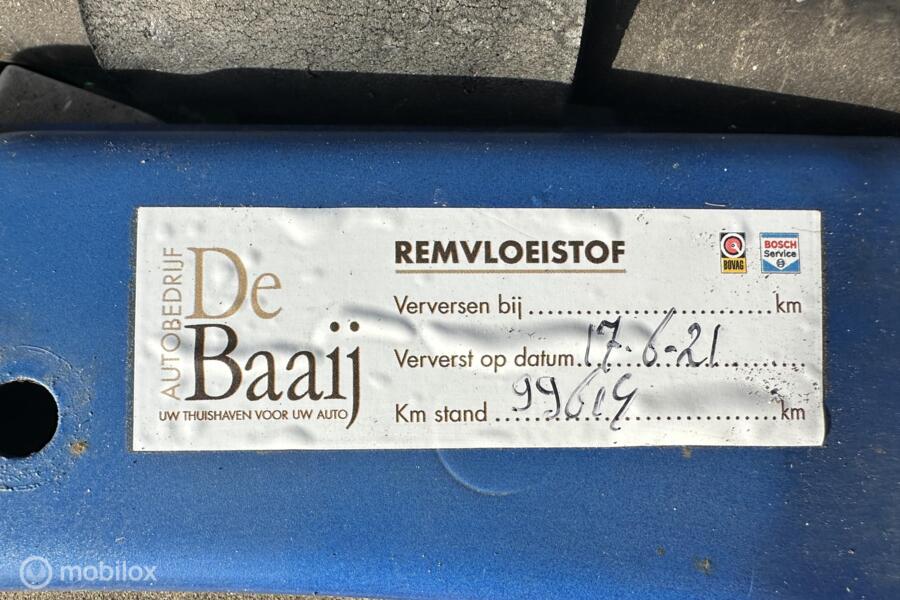 AUTOBEDRIJF
De
Baaij
UW THUISHAVEN VOOR UW AUTO
REMVLOEISTOF
BOVAG
BOSCH
Service
Verversen bij ........................................ km
Ververst op datum 17-6-21
Km stand 99619 km
mobilox